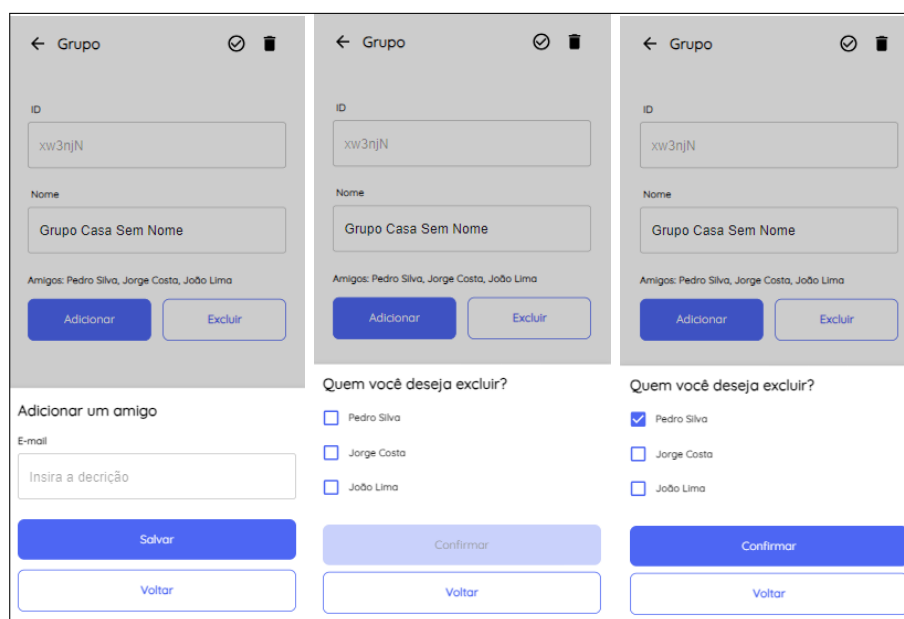 Grupo
ID
xw3njN
Nome
Grupo Casa Sem Nome
Amigos: Pedro Silva, Jorge Costa, João Lima
Adicionar
Excluir
Adicionar um amigo
E-mail
Insira a decrição
Salvar
Voltar
Grupo
ID
xw3njN
Nome
Grupo Casa Sem Nome
Amigos: Pedro Silva, Jorge Costa, João Lima
Adicionar
Excluir
Quem você deseja excluir?
Pedro Silva
Jorge Costa
João Lima
Confirmar
Voltar
Grupo
ID
xw3njN
Nome
Grupo Casa Sem Nome
Amigos: Pedro Silva, Jorge Costa, João Lima
Adicionar
Excluir
Quem você deseja excluir?
Pedro Silva
Jorge Costa
João Lima
Confirmar
Voltar